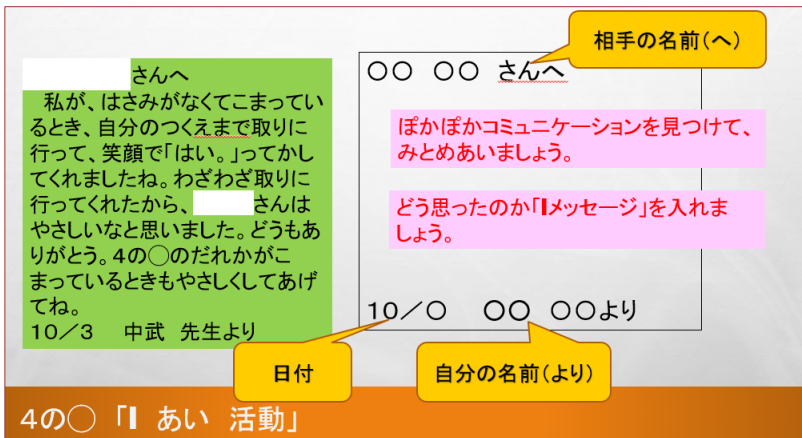 さんへ
私が、はさみがなくてこまってい
るとき、自分のつくえまで取りに
行って、笑顔で「はい。」ってかし
てくれましたね。わざわざ取りに
行ってくれたから、 さんは
やさしいなと思いました。どうもあ
りがとう。４の○のだれかがこ
まっているときもやさしくしてあげ
てね。
１０／３　中武　先生より
相手の名前（へ）
○○　○○　さんへ
ぽかぽかコミュニケーションを見つけて、
みとめあいましょう。
どう思ったのか「Iメッセージ」を入れま
しょう。
１０／○　○○　○○より
日付
自分の名前（より）
４の○「I　あい　活動」